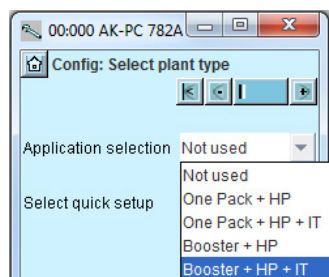 00:000 AK-PC 782A
Config: Select plant type
Application selection Not used
Not used
Select quick setup
One Pack + HP
One Pack + HP + IT
Booster + HP
Booster + HP + IT